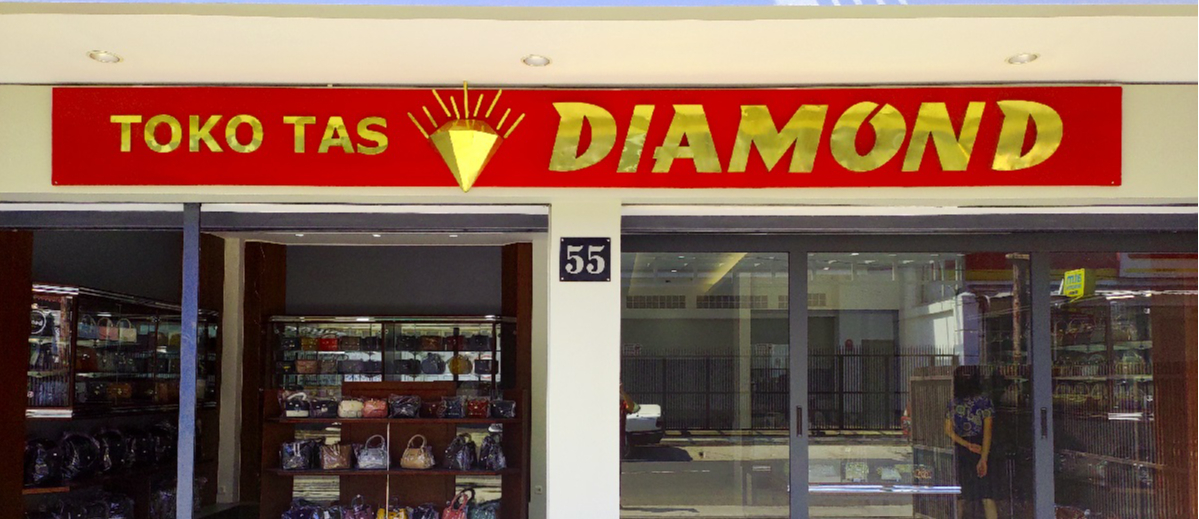 TOKO TAS DIAMOND
55